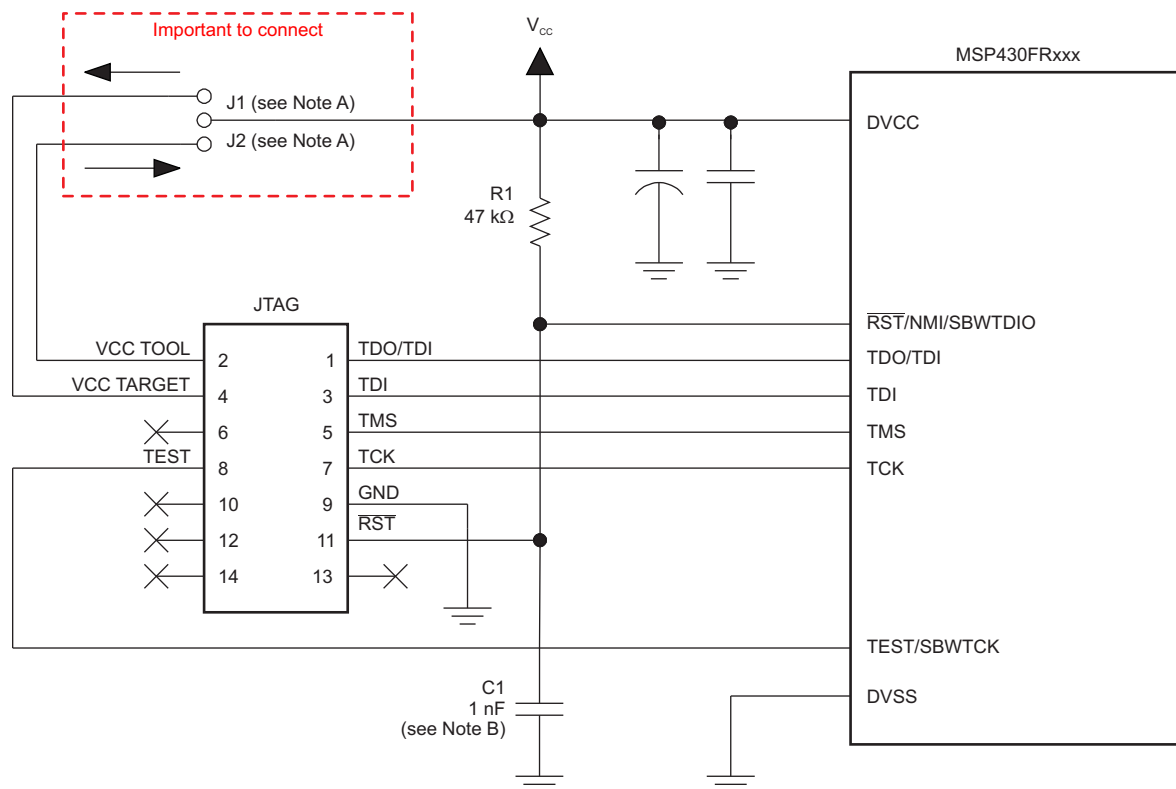 Important to connect
VCC
MSP430FRxxx
J1 (see Note A)
J2 (see Note A)
DVCC
R1
47 kΩ
JTAG
RST/NMI/SBWTDIO
VCC TOOL
2
1
TDO/TDI
TDO/TDI
VCC TARGET
4
3
TDI
TDI
6
5
TMS
TMS
TEST
8
7
TCK
TCK
10
9
GND
12
11
RST
14
13
TEST/SBWTCK
C1
1 nF
(see Note B)
DVSS